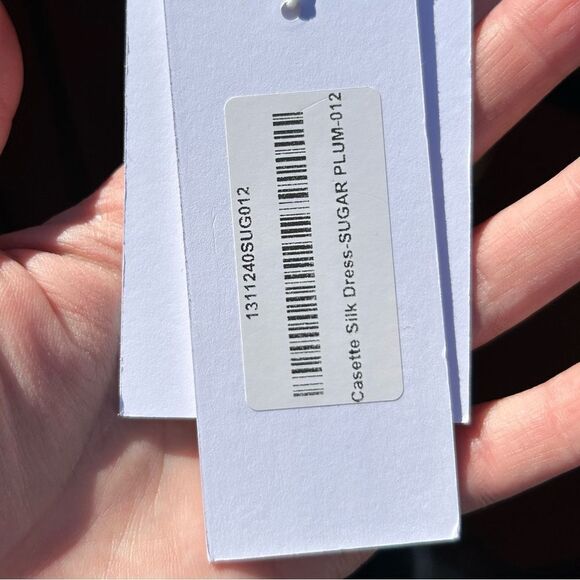 1311240SUG012
Casette Silk Dress-SUGAR PLUM-012